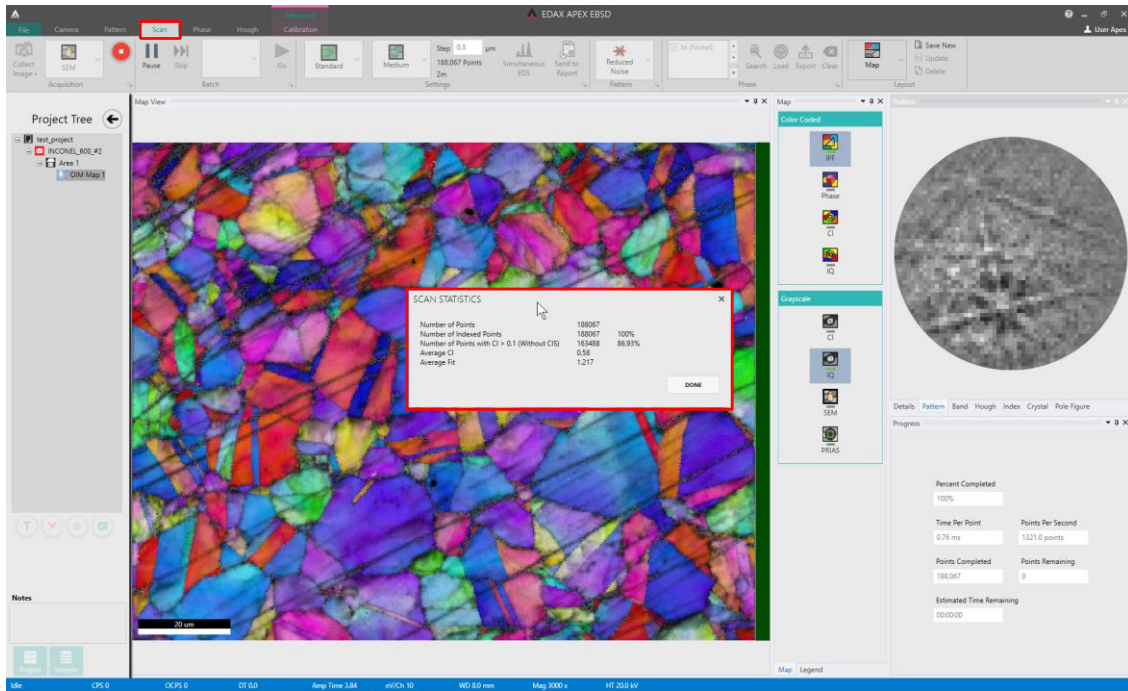 EDAX APEX EBSD
Advanced
File Camera Pattern Scan Phase Hough Calibration
User Apex
Collect Image
SEM
Acquisition
Pause
Skip
Batch
Go
Standard
Medium
Step 0.3 µm
188,067 Points
2m
Settings
Simultaneous EDS
Send to Report
Reduced Noise
Pattern
Ni (Nickel)
Search
Load
Export
Clear
Phase
Map
Save New
Update
Delete
Layout
Project Tree
test_project
INCONEL_600_#2
Area 1
OIM Map 1
T
Notes
Project
Sample
Map View
20 um
SCAN STATISTICS
Number of Points 188067
Number of Indexed Points 188067 100%
Number of Points with CI > 0.1 (Without CIS) 163488 86.93%
Average CI 0.58
Average Fit 1.217
DONE
Map
Color Coded
IPF
Phase
CI
IQ
Grayscale
CI
IQ
SEM
PRIAS
Map Legend
Pattern
Details Pattern Band Hough Index Crystal Pole Figure
Progress
Percent Completed
100%
Time Per Point Points Per Second
0.76 ms 1321.0 points
Points Completed Points Remaining
188,067 0
Estimated Time Remaining
00:00:00
Idle CPS 0 OCPS 0 DT 0.0 Amp Time 3.84 eV/Ch 10 WD 8.0 mm Mag 3000 x HT 20.0 kV